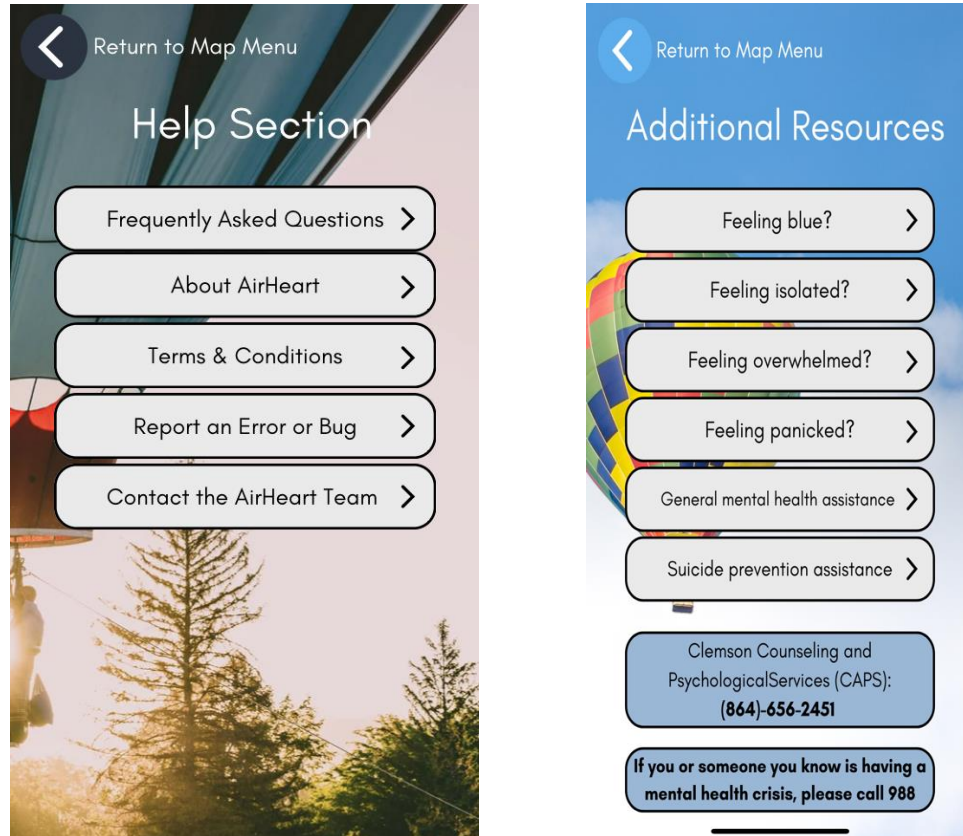 Return to Map Menu
Help Section
Frequently Asked Questions
About AirHeart
Terms & Conditions
Report an Error or Bug
Contact the AirHeart Team
Return to Map Menu
Additional Resources
Feeling blue?
Feeling isolated?
Feeling overwhelmed?
Feeling panicked?
General mental health assistance
Suicide prevention assistance
Clemson Counseling and
PsychologicalServices (CAPS):
(864)-656-2451
If you or someone you know is having a
mental health crisis, please call 988